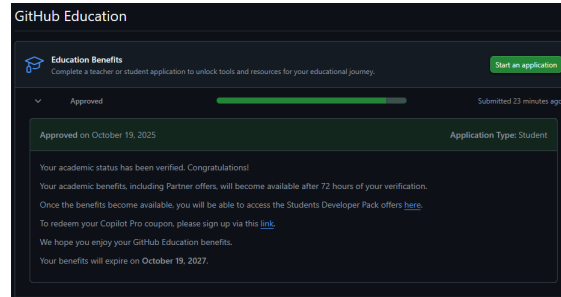 GitHub Education
Education Benefits
Complete a teacher or student application to unlock tools and resources for your educational journey.
Start an application
Approved
Submitted 23 minutes ago
Approved on October 19, 2025
Application Type: Student
Your academic status has been verified. Congratulations!
Your academic benefits, including Partner offers, will become available after 72 hours of your verification.
Once the benefits become available, you will be able to access the Students Developer Pack offers here.
To redeem your Copilot Pro coupon, please sign up via this link.
We hope you enjoy your GitHub Education benefits.
Your benefits will expire on October 19, 2027.